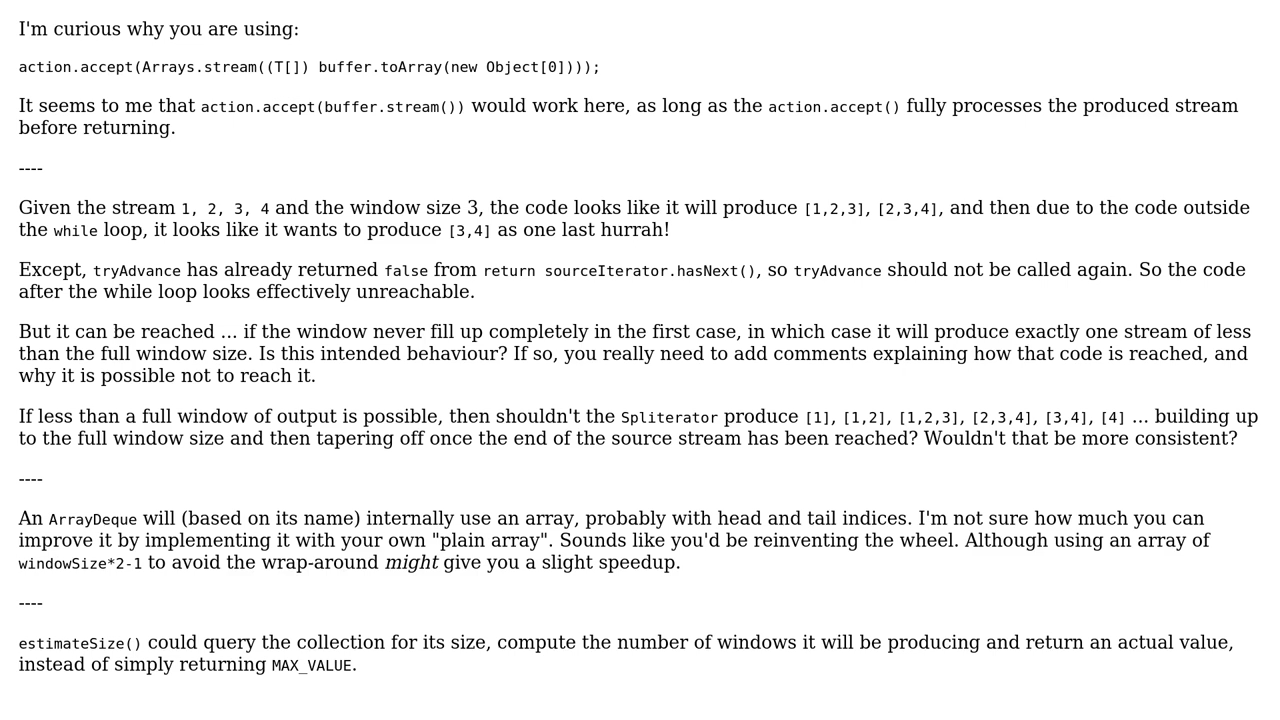 I'm curious why you are using:
action.accept(Arrays.stream((T[]) buffer.toArray(new Object[0])));
It seems to me that action.accept(buffer.stream()) would work here, as long as the action.accept() fully processes the produced stream
before returning.
----
Given the stream 1, 2, 3, 4 and the window size 3, the code looks like it will produce [1,2,3], [2,3,4], and then due to the code outside
the while loop, it looks like it wants to produce [3,4] as one last hurrah!
Except, tryAdvance has already returned false from return sourceIterator.hasNext(), so tryAdvance should not be called again. So the code
after the while loop looks effectively unreachable.
But it can be reached ... if the window never fill up completely in the first case, in which case it will produce exactly one stream of less
than the full window size. Is this intended behaviour? If so, you really need to add comments explaining how that code is reached, and
why it is possible not to reach it.
If less than a full window of output is possible, then shouldn't the Spliterator produce [1], [1,2], [1,2,3], [2,3,4], [3,4], [4] ... building up
to the full window size and then tapering off once the end of the source stream has been reached? Wouldn't that be more consistent?
----
An ArrayDeque will (based on its name) internally use an array, probably with head and tail indices. I'm not sure how much you can
improve it by implementing it with your own "plain array". Sounds like you'd be reinventing the wheel. Although using an array of
windowSize*2-1 to avoid the wrap-around might give you a slight speedup.
----
estimateSize() could query the collection for its size, compute the number of windows it will be producing and return an actual value,
instead of simply returning MAX_VALUE.